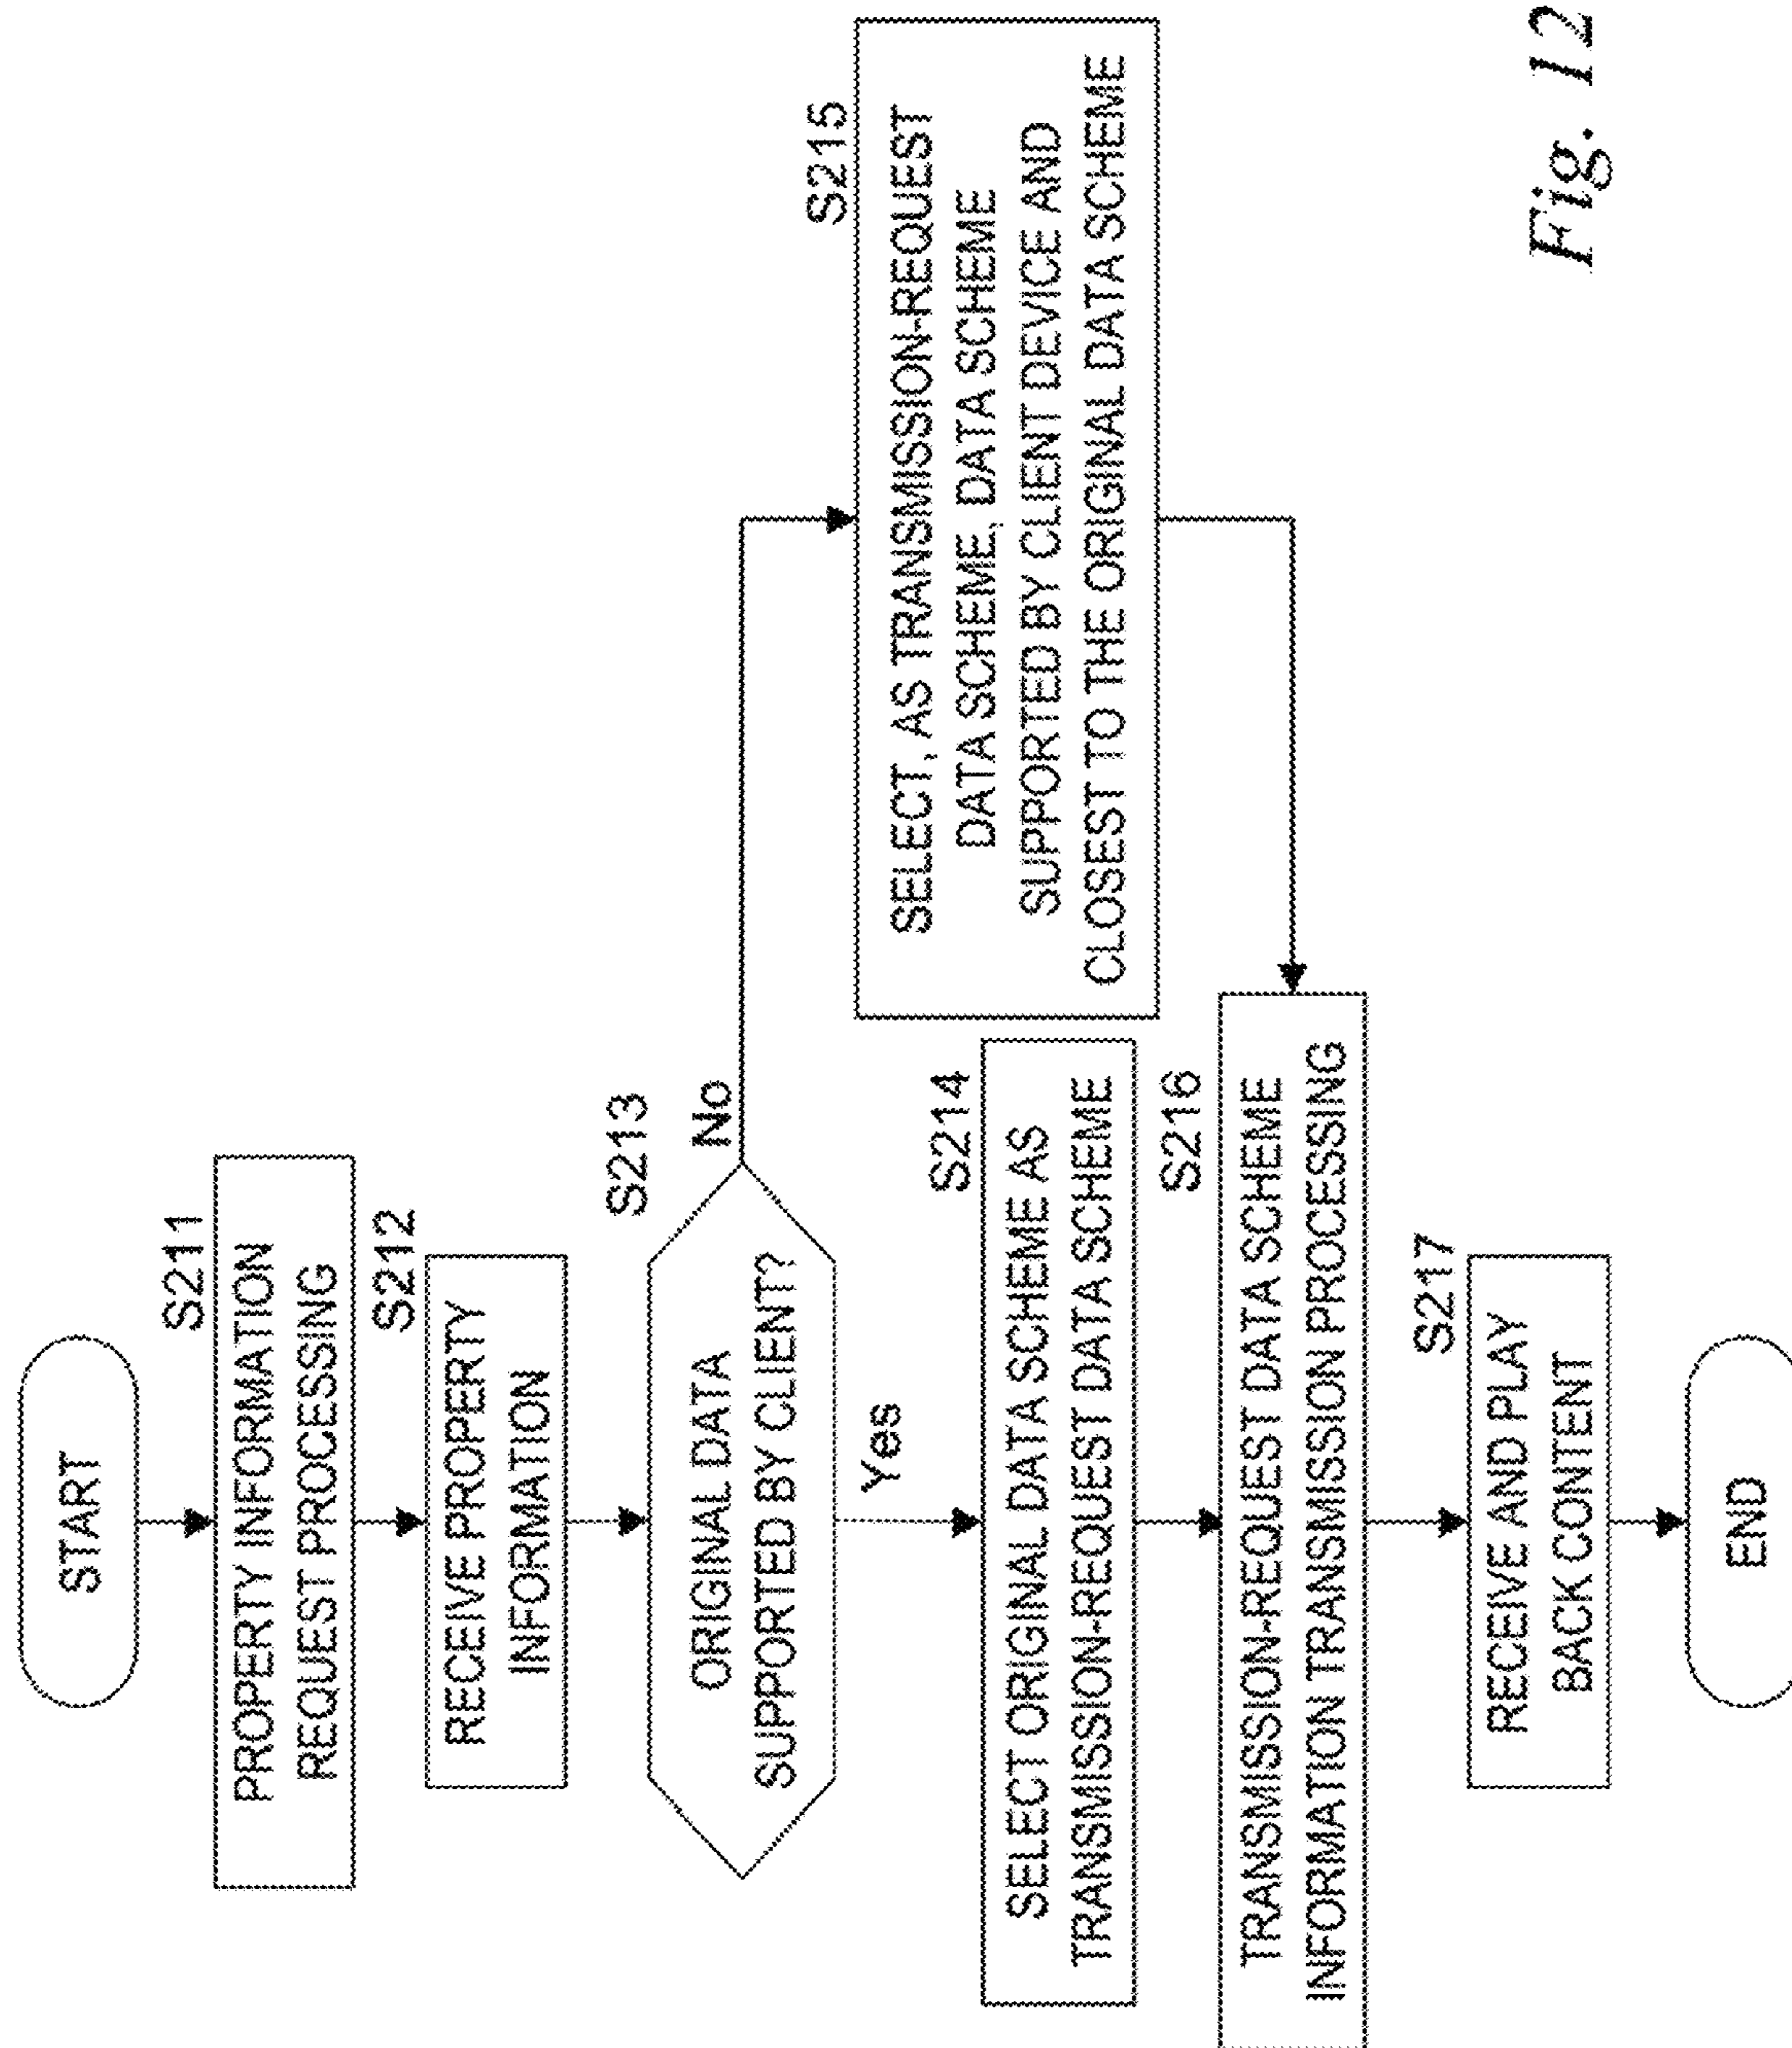 START
S211
PROPERTY INFORMATION
REQUEST PROCESSING
S212
RECEIVE PROPERTY
INFORMATION
S213
ORIGINAL DATA
SUPPORTED BY CLIENT?
No
Yes
S214
SELECT ORIGINAL DATA SCHEME AS
TRANSMISSION-REQUEST DATA SCHEME
S215
SELECT, AS TRANSMISSION-REQUEST
DATA SCHEME, DATA SCHEME
SUPPORTED BY CLIENT DEVICE AND
CLOSEST TO THE ORIGINAL DATA SCHEME
S216
TRANSMISSION-REQUEST DATA SCHEME
INFORMATION TRANSMISSION PROCESSING
S217
RECEIVE AND PLAY
BACK CONTENT
END
Fig. 12